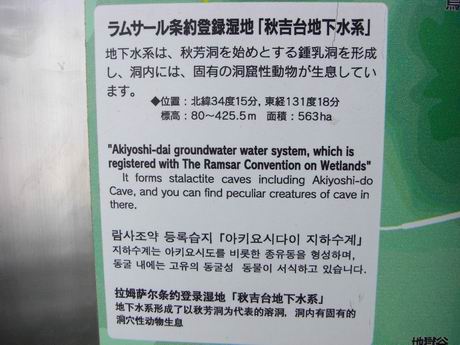 ラムサール条約登録湿地「秋吉台地下水系」
地下水系は、秋芳洞を始めとする鍾乳洞を形成
し、洞内には、固有の洞窟性動物が生息してい
ます。
◆位置：北緯34度15分，東経131度18分
標高：80～425.5m　面積：563ha
"Akiyoshi-dai groundwater water system, which is
registered with The Ramsar Convention on Wetlands"
It forms stalactite caves including Akiyoshi-do
Cave, and you can find peculiar creatures of cave in
there.
람사조약 등록습지「아키요시다이 지하수계」
지하수계는 아키요시도를 비롯한 종유동을 형성하며,
동굴 내에는 고유의 동굴성 동물이 서식하고 있습니다.
拉姆萨尔条约登录湿地「秋吉台地下水系」
地下水系形成了以秋芳洞为代表的溶洞，洞内有固有的
洞穴性动物生息
地獄谷